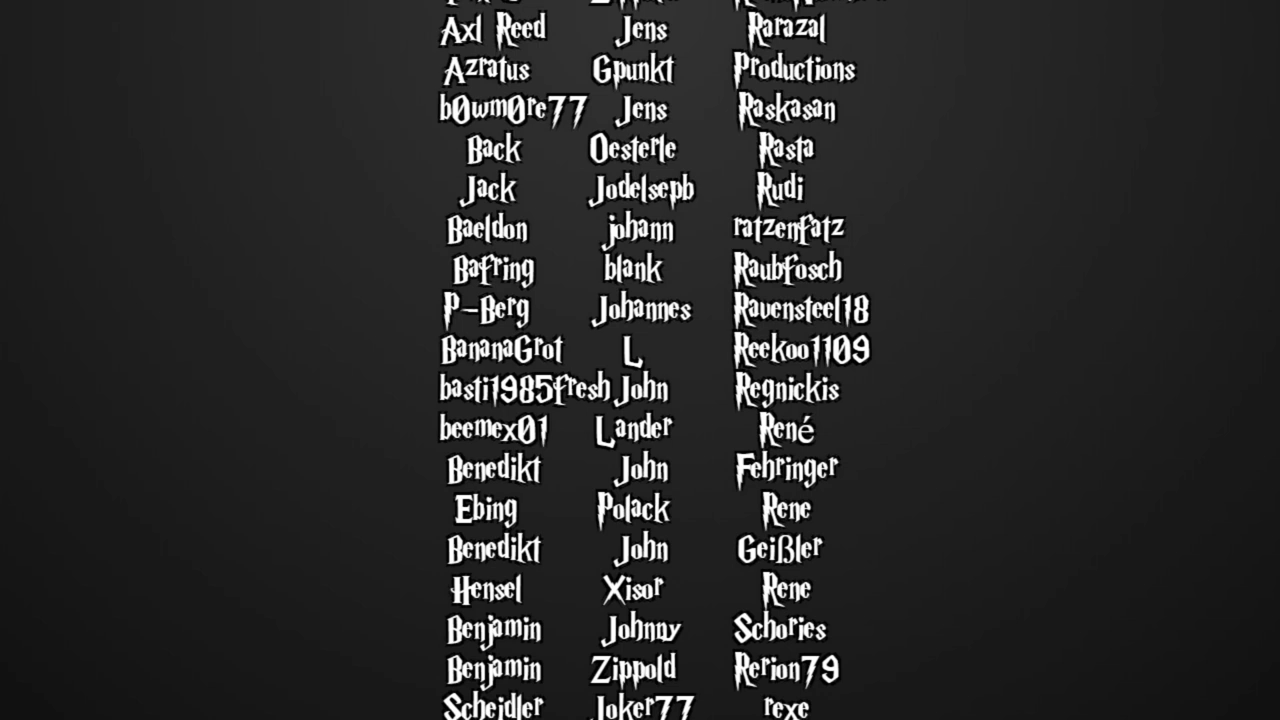 Axl Reed Jens Rarazal
Azratus Gpunkt Productions
b0wm0re77 Jens Raskasan
Back Oesterle Rasta
Jack Jodelsepb Rudi
Baeldon johann ratzenfatz
Bafring blank Raubfosch
P-Berg Johannes Ravensteel18
BananaGrot L Reekoo1109
basti1985fresh John Regnickis
beemex01 Lander René
Benedikt John Fehringer
Ebing Polack Rene
Benedikt John Geißler
Hensel Xisor Rene
Benjamin Johnny Schories
Benjamin Zippold Rerion79
Scheidler Joker77 rexe